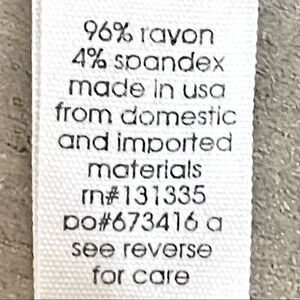 96% rayon
4% spandex
made in usa
from domestic
and imported
materials
rn#131335
po#673416 a
see reverse
for care